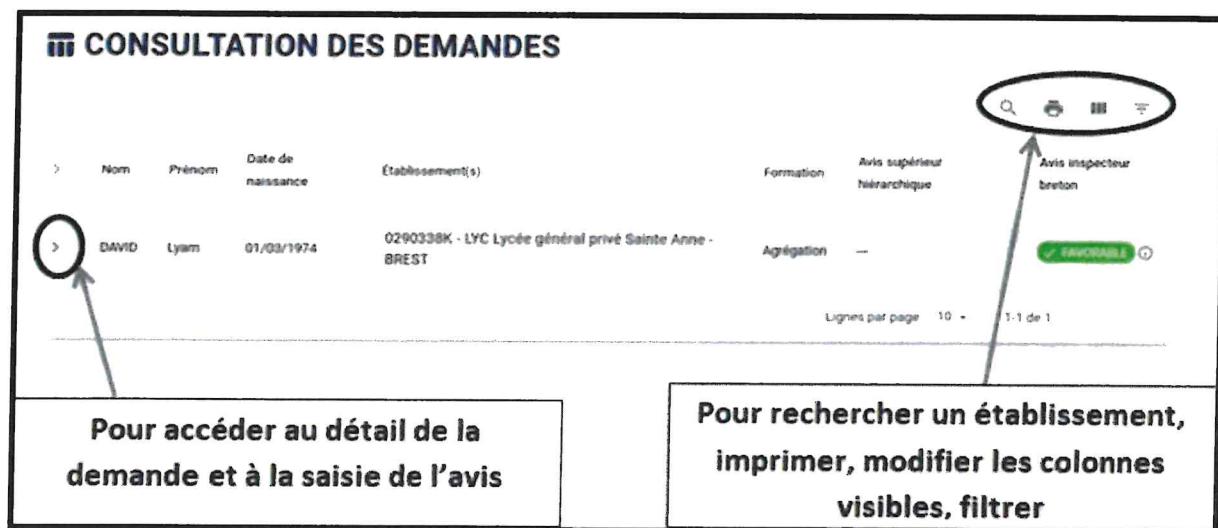 CONSULTATION DES DEMANDES
> Nom Prénom Date de naissance Établissement(s) Formation Avis supérieur hiérarchique Avis inspecteur breton
> DAVID Lyam 01/03/1974 0290338K - LYC Lycée général privé Sainte Anne -
BREST Agrégation — ✓ FAVORABLE
Lignes par page 10 1-1 de 1
Pour accéder au détail de la
demande et à la saisie de l'avis
Pour rechercher un établissement,
imprimer, modifier les colonnes
visibles, filtrer